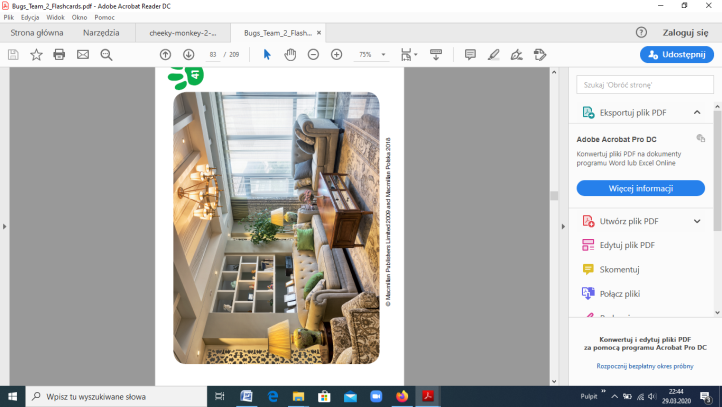 Bugs_Team_2_Flashcards.pdf - Adobe Acrobat Reader DC
Plik Edycja Widok Okno Pomoc
Strona główna Narzędzia cheeky-monkey-2-... Bugs_Team_2_Flash... × Zaloguj się
83 / 209 75% Udostępnij
Szukaj 'Obróć stronę'
Eksportuj plik PDF
Adobe Acrobat Pro DC
Konwertuj pliki PDF na dokumenty
programu Word lub Excel Online
Więcej informacji
Utwórz plik PDF
Edytuj plik PDF
Skomentuj
Połącz pliki
Konwertuj i edytuj pliki PDF
za pomocą programu Acrobat Pro DC
Rozpocznij bezpłatny okres próbny
© Macmillan Publishers Limited 2009 and Macmillan Polska 2018
Wpisz tu wyszukiwane słowa
Pulpit
22:44
29.03.2020